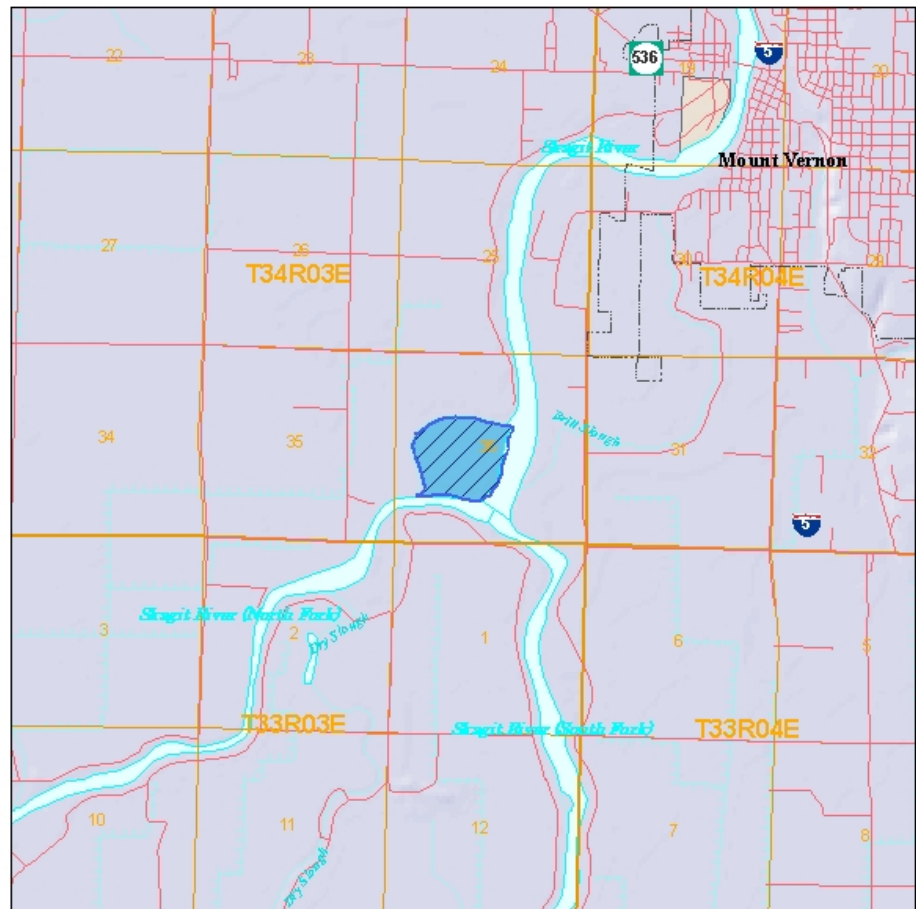 22
23
24
536
19
5
20
Skagit River
Mount Vernon
27
26
25
30
29
T34R03E
T34R04E
34
35
36
Britt Slough
31
32
5
Skagit River (North Fork)
3
2
Dry Slough
1
6
5
T33R03E
Skagit River (South Fork)
T33R04E
10
11
12
7
8
Dry Slough